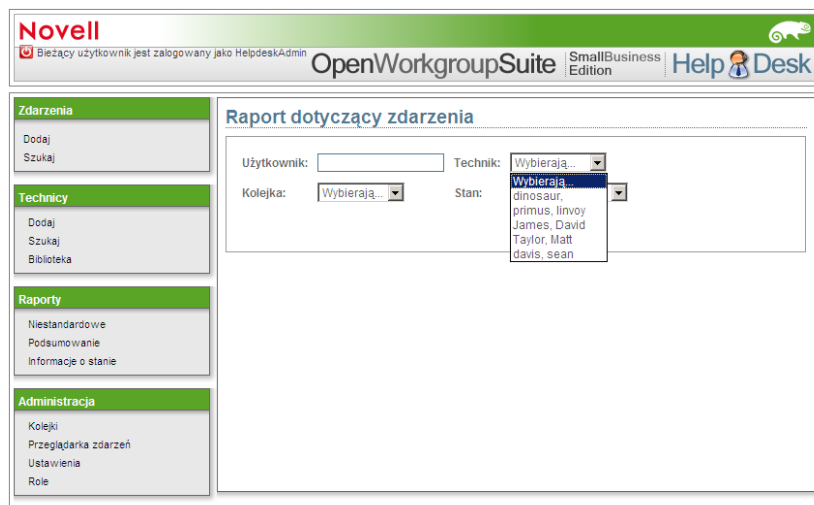 Novell
Bieżący użytkownik jest zalogowany jako HelpdeskAdmin
OpenWorkgroupSuite SmallBusiness Edition Help Desk
Zdarzenia
Dodaj
Szukaj
Technicy
Dodaj
Szukaj
Biblioteka
Raporty
Niestandardowe
Podsumowanie
Informacje o stanie
Administracja
Kolejki
Przeglądarka zdarzeń
Ustawienia
Role
Raport dotyczący zdarzenia
Użytkownik: Technik: Wybierają...
Kolejka: Wybierają... Stan:
Wybierają...
dinosaur,
primus, linvoy
James, David
Taylor, Matt
davis, sean